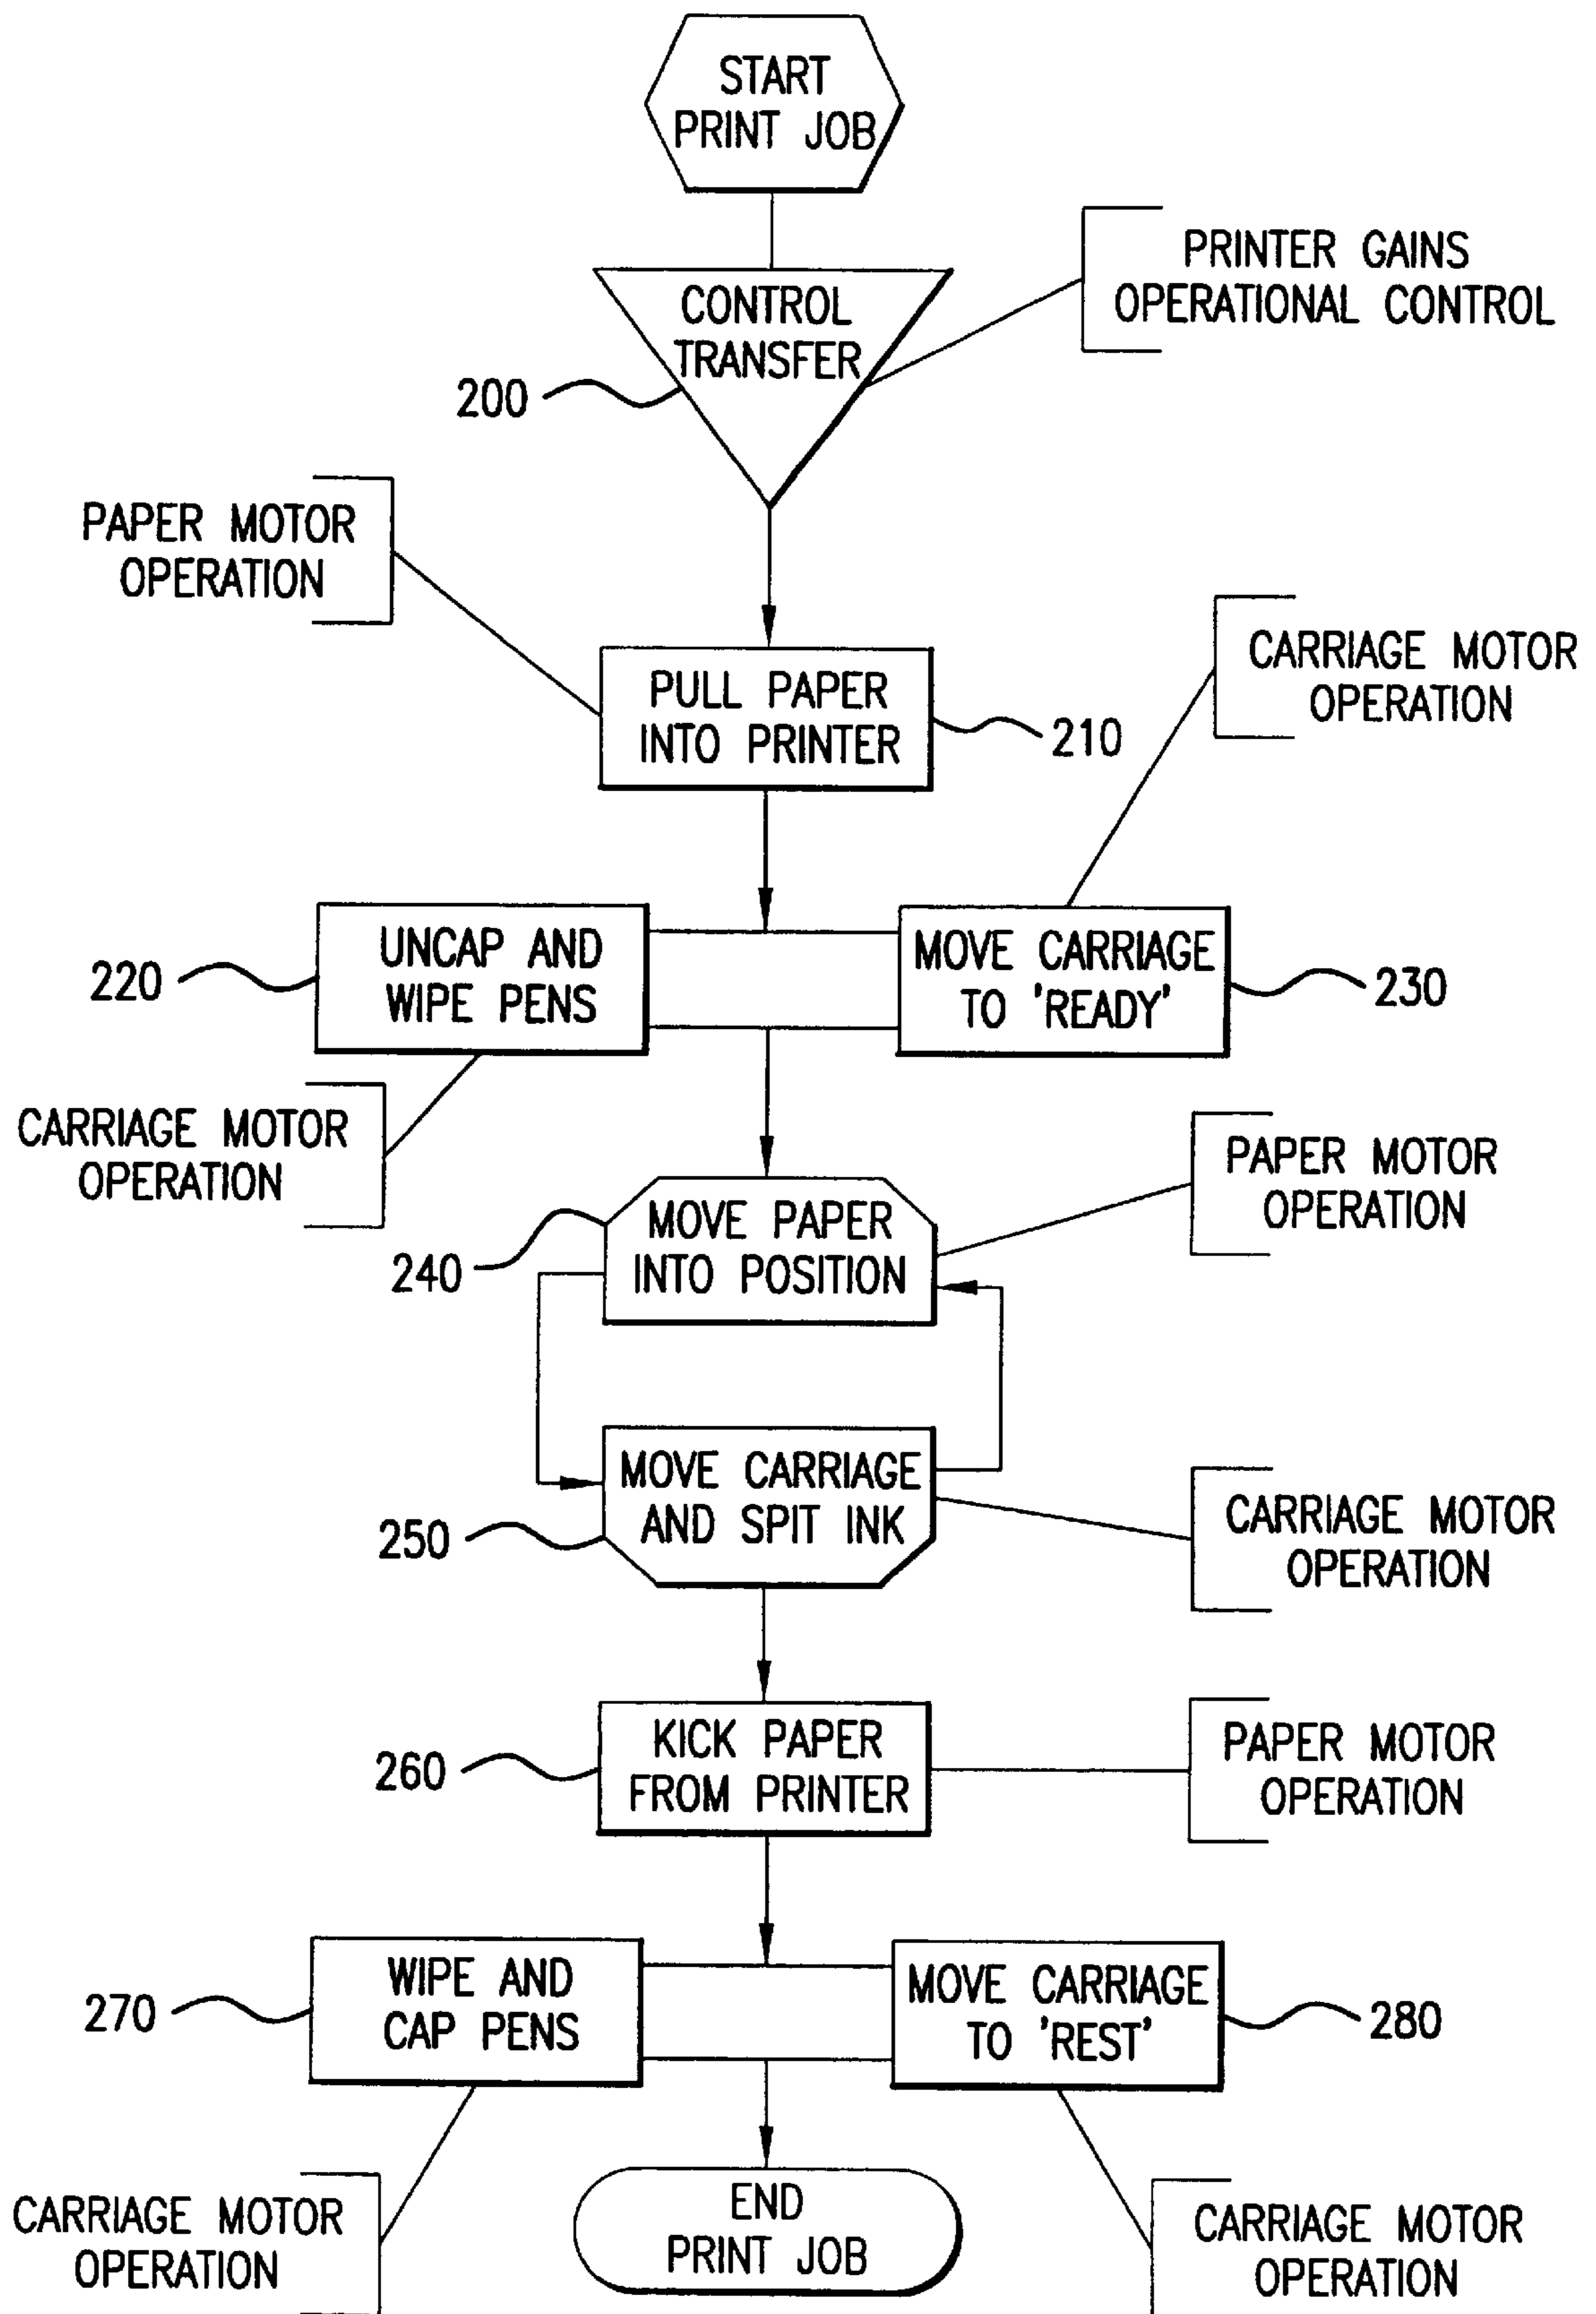 START
PRINT JOB
CONTROL
TRANSFER
PRINTER GAINS
OPERATIONAL CONTROL
200
PAPER MOTOR
OPERATION
PULL PAPER
INTO PRINTER
210
CARRIAGE MOTOR
OPERATION
220
UNCAP AND
WIPE PENS
MOVE CARRIAGE
TO 'READY'
230
CARRIAGE MOTOR
OPERATION
240
MOVE PAPER
INTO POSITION
PAPER MOTOR
OPERATION
250
MOVE CARRIAGE
AND SPIT INK
CARRIAGE MOTOR
OPERATION
260
KICK PAPER
FROM PRINTER
PAPER MOTOR
OPERATION
270
WIPE AND
CAP PENS
MOVE CARRIAGE
TO 'REST'
280
CARRIAGE MOTOR
OPERATION
END
PRINT JOB
CARRIAGE MOTOR
OPERATION